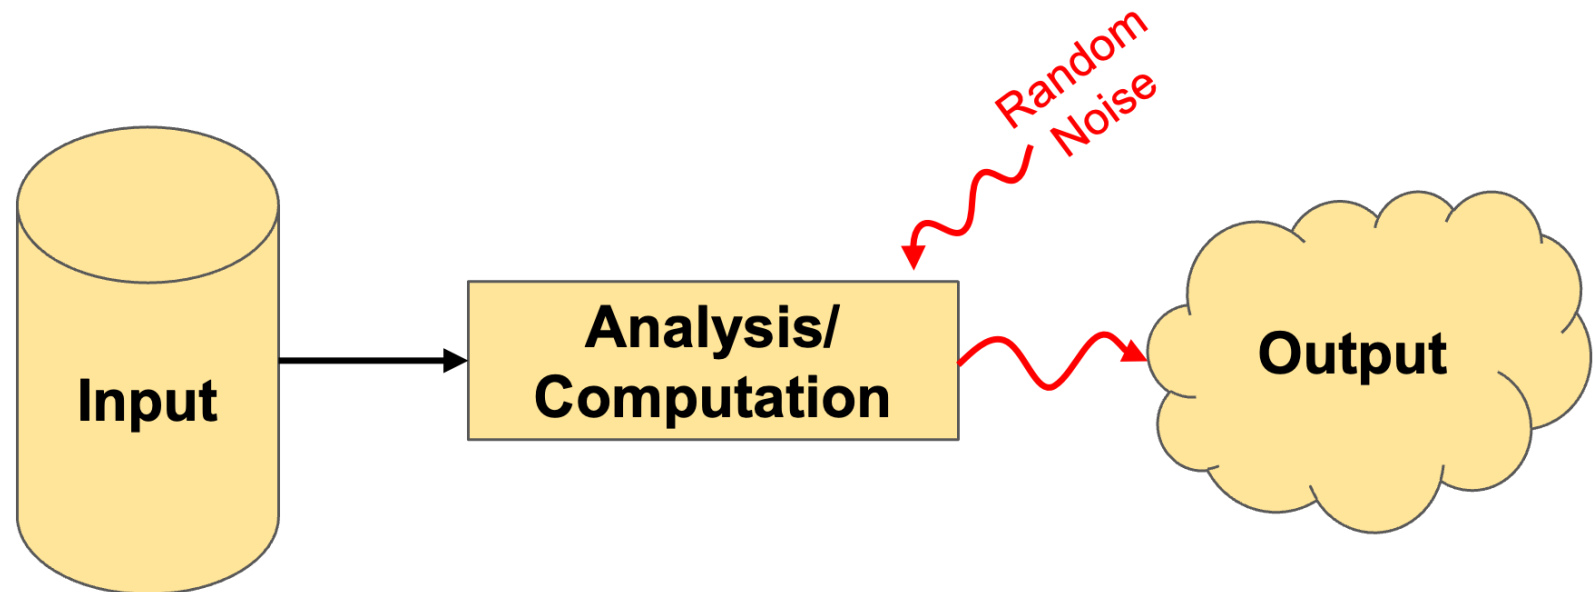 Random
Noise
Input
Analysis/
Computation
Output